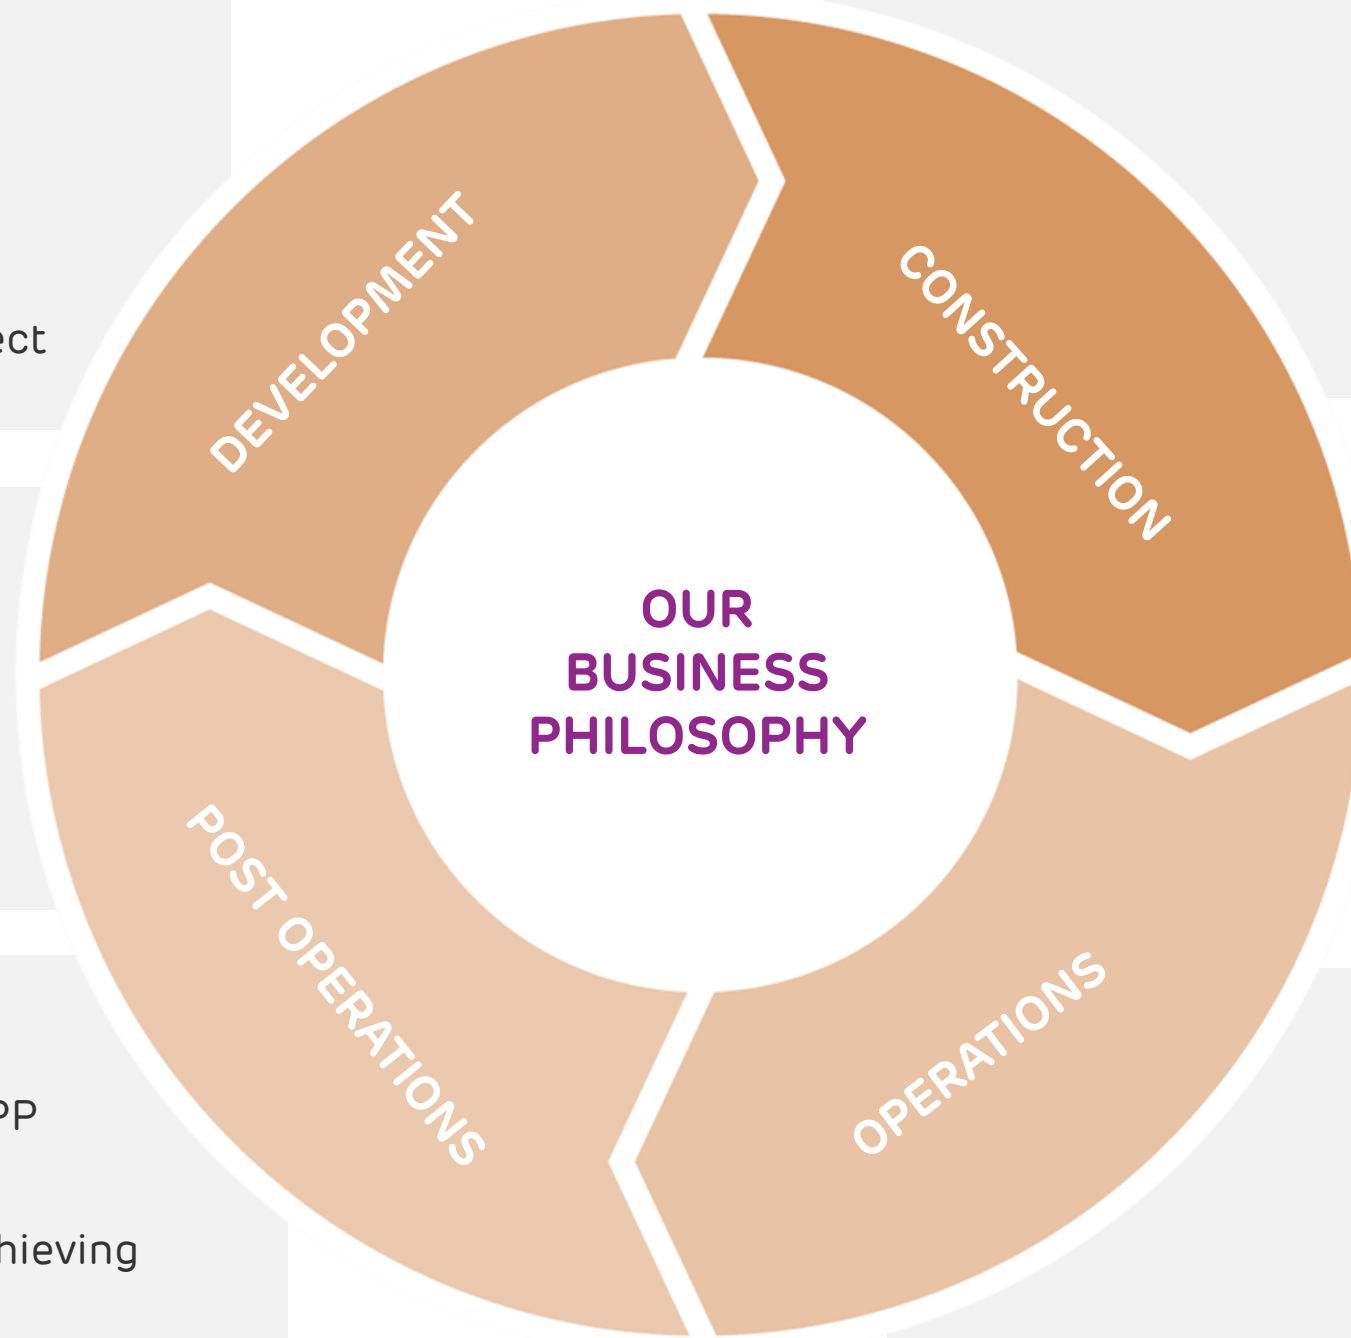 DEVELOPMENT
CONSTRUCTION
OUR
BUSINESS
PHILOSOPHY
POST OPERATIONS
OPERATIONS